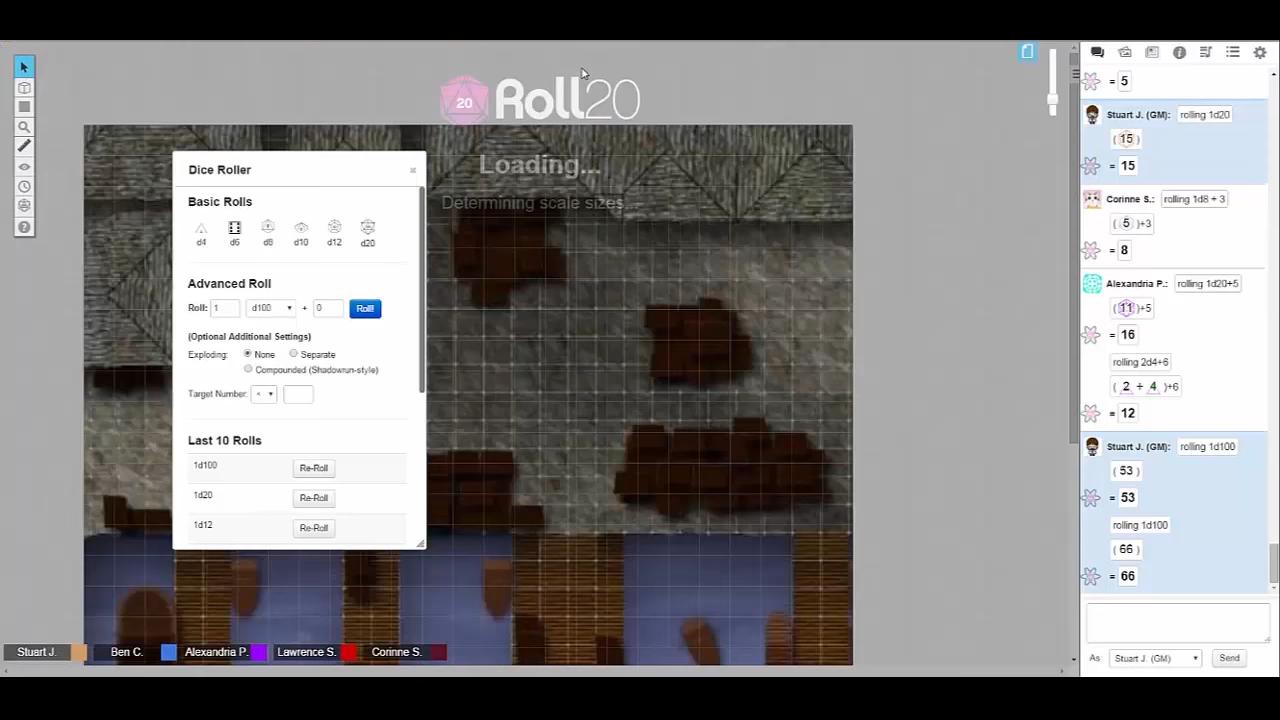 20 Roll20
Loading...
Determining scale sizes...
Dice Roller
×
Basic Rolls
d4 d6 d8 d10 d12 d20
Advanced Roll
Roll: 1 d100 + 0 Roll!
(Optional Additional Settings)
Exploding: None Separate
Compounded (Shadowrun-style)
Target Number: <
Last 10 Rolls
1d100 Re-Roll
1d20 Re-Roll
1d12 Re-Roll
Stuart J. Ben C. Alexandria P. Lawrence S. Corinne S.
= 5
Stuart J. (GM): rolling 1d20
(15)
= 15
Corinne S.: rolling 1d8 + 3
(5)+3
= 8
Alexandria P.: rolling 1d20+5
(11)+5
= 16
rolling 2d4+6
(2 + 4)+6
= 12
Stuart J. (GM): rolling 1d100
(53)
= 53
rolling 1d100
(66)
= 66
As: Stuart J. (GM) Send